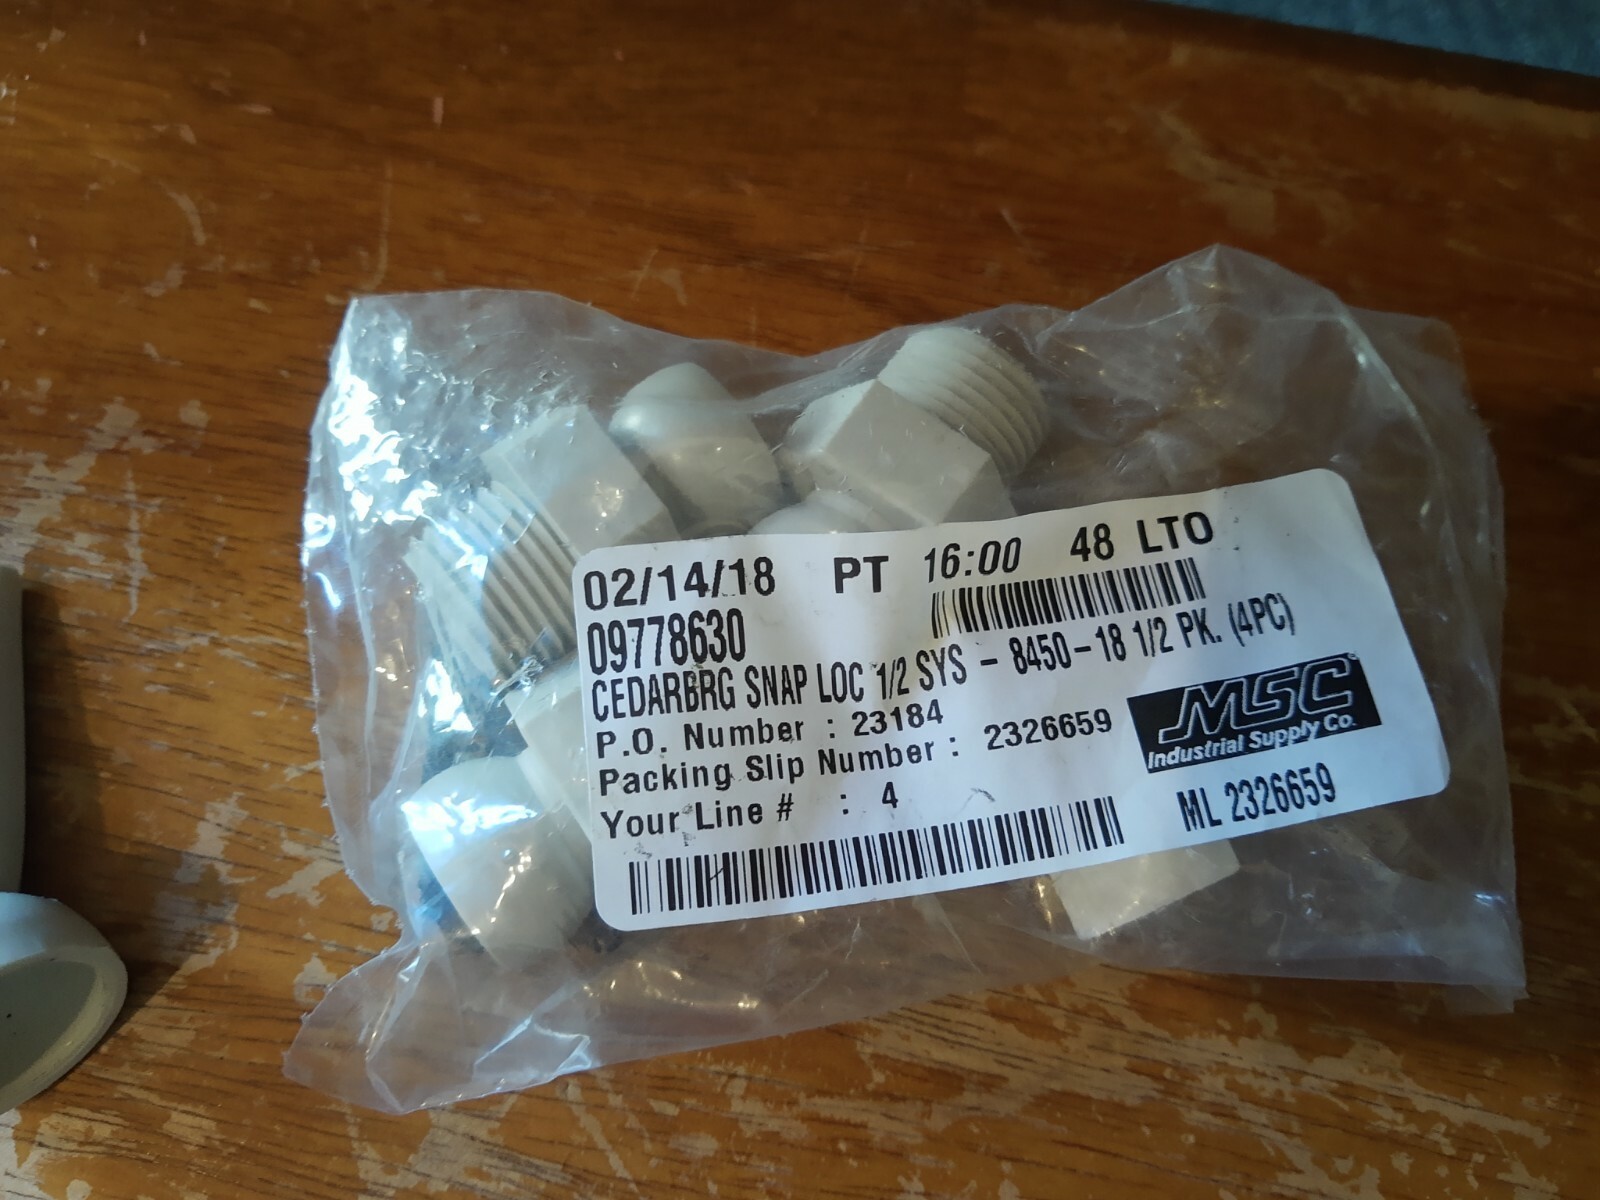 02/14/18 PT 16:00 48 LTO
09778630
CEDARBRG SNAP LOC 1/2 SYS - 8450-18 1/2 PK. (4PC)
P.O. Number : 23184
Packing Slip Number : 2326659
Your Line # : 4
MSC
Industrial Supply Co.
ML 2326659